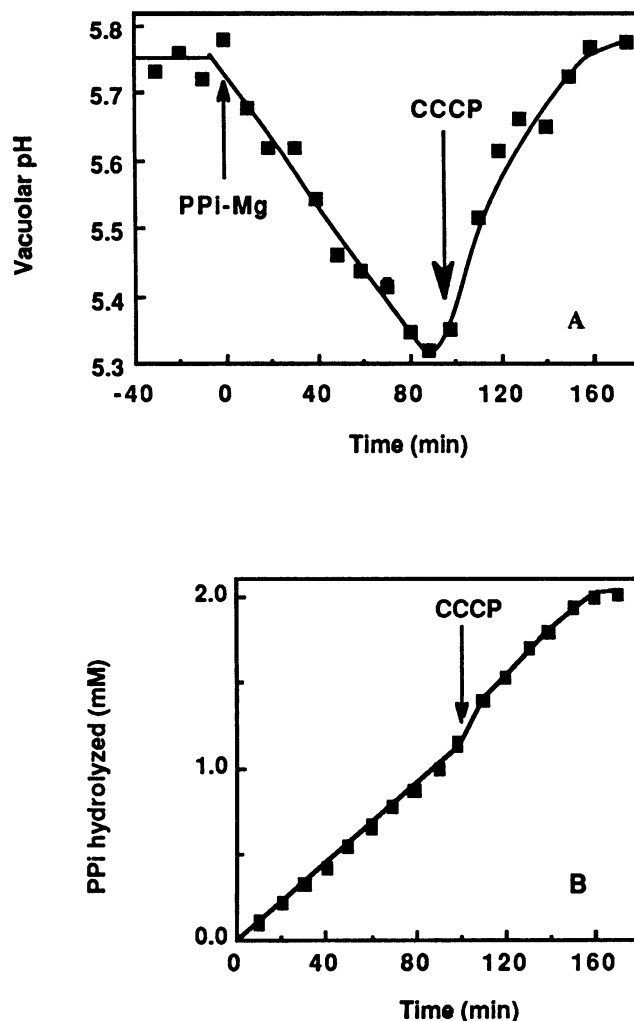 5.8
5.7
5.6
5.5
5.4
5.3
Vacuolar pH
PPi-Mg
CCCP
A
-40 0 40 80 120 160
Time (min)
2.0
1.0
0.0
PPi hydrolyzed (mM)
CCCP
B
0 40 80 120 160
Time (min)